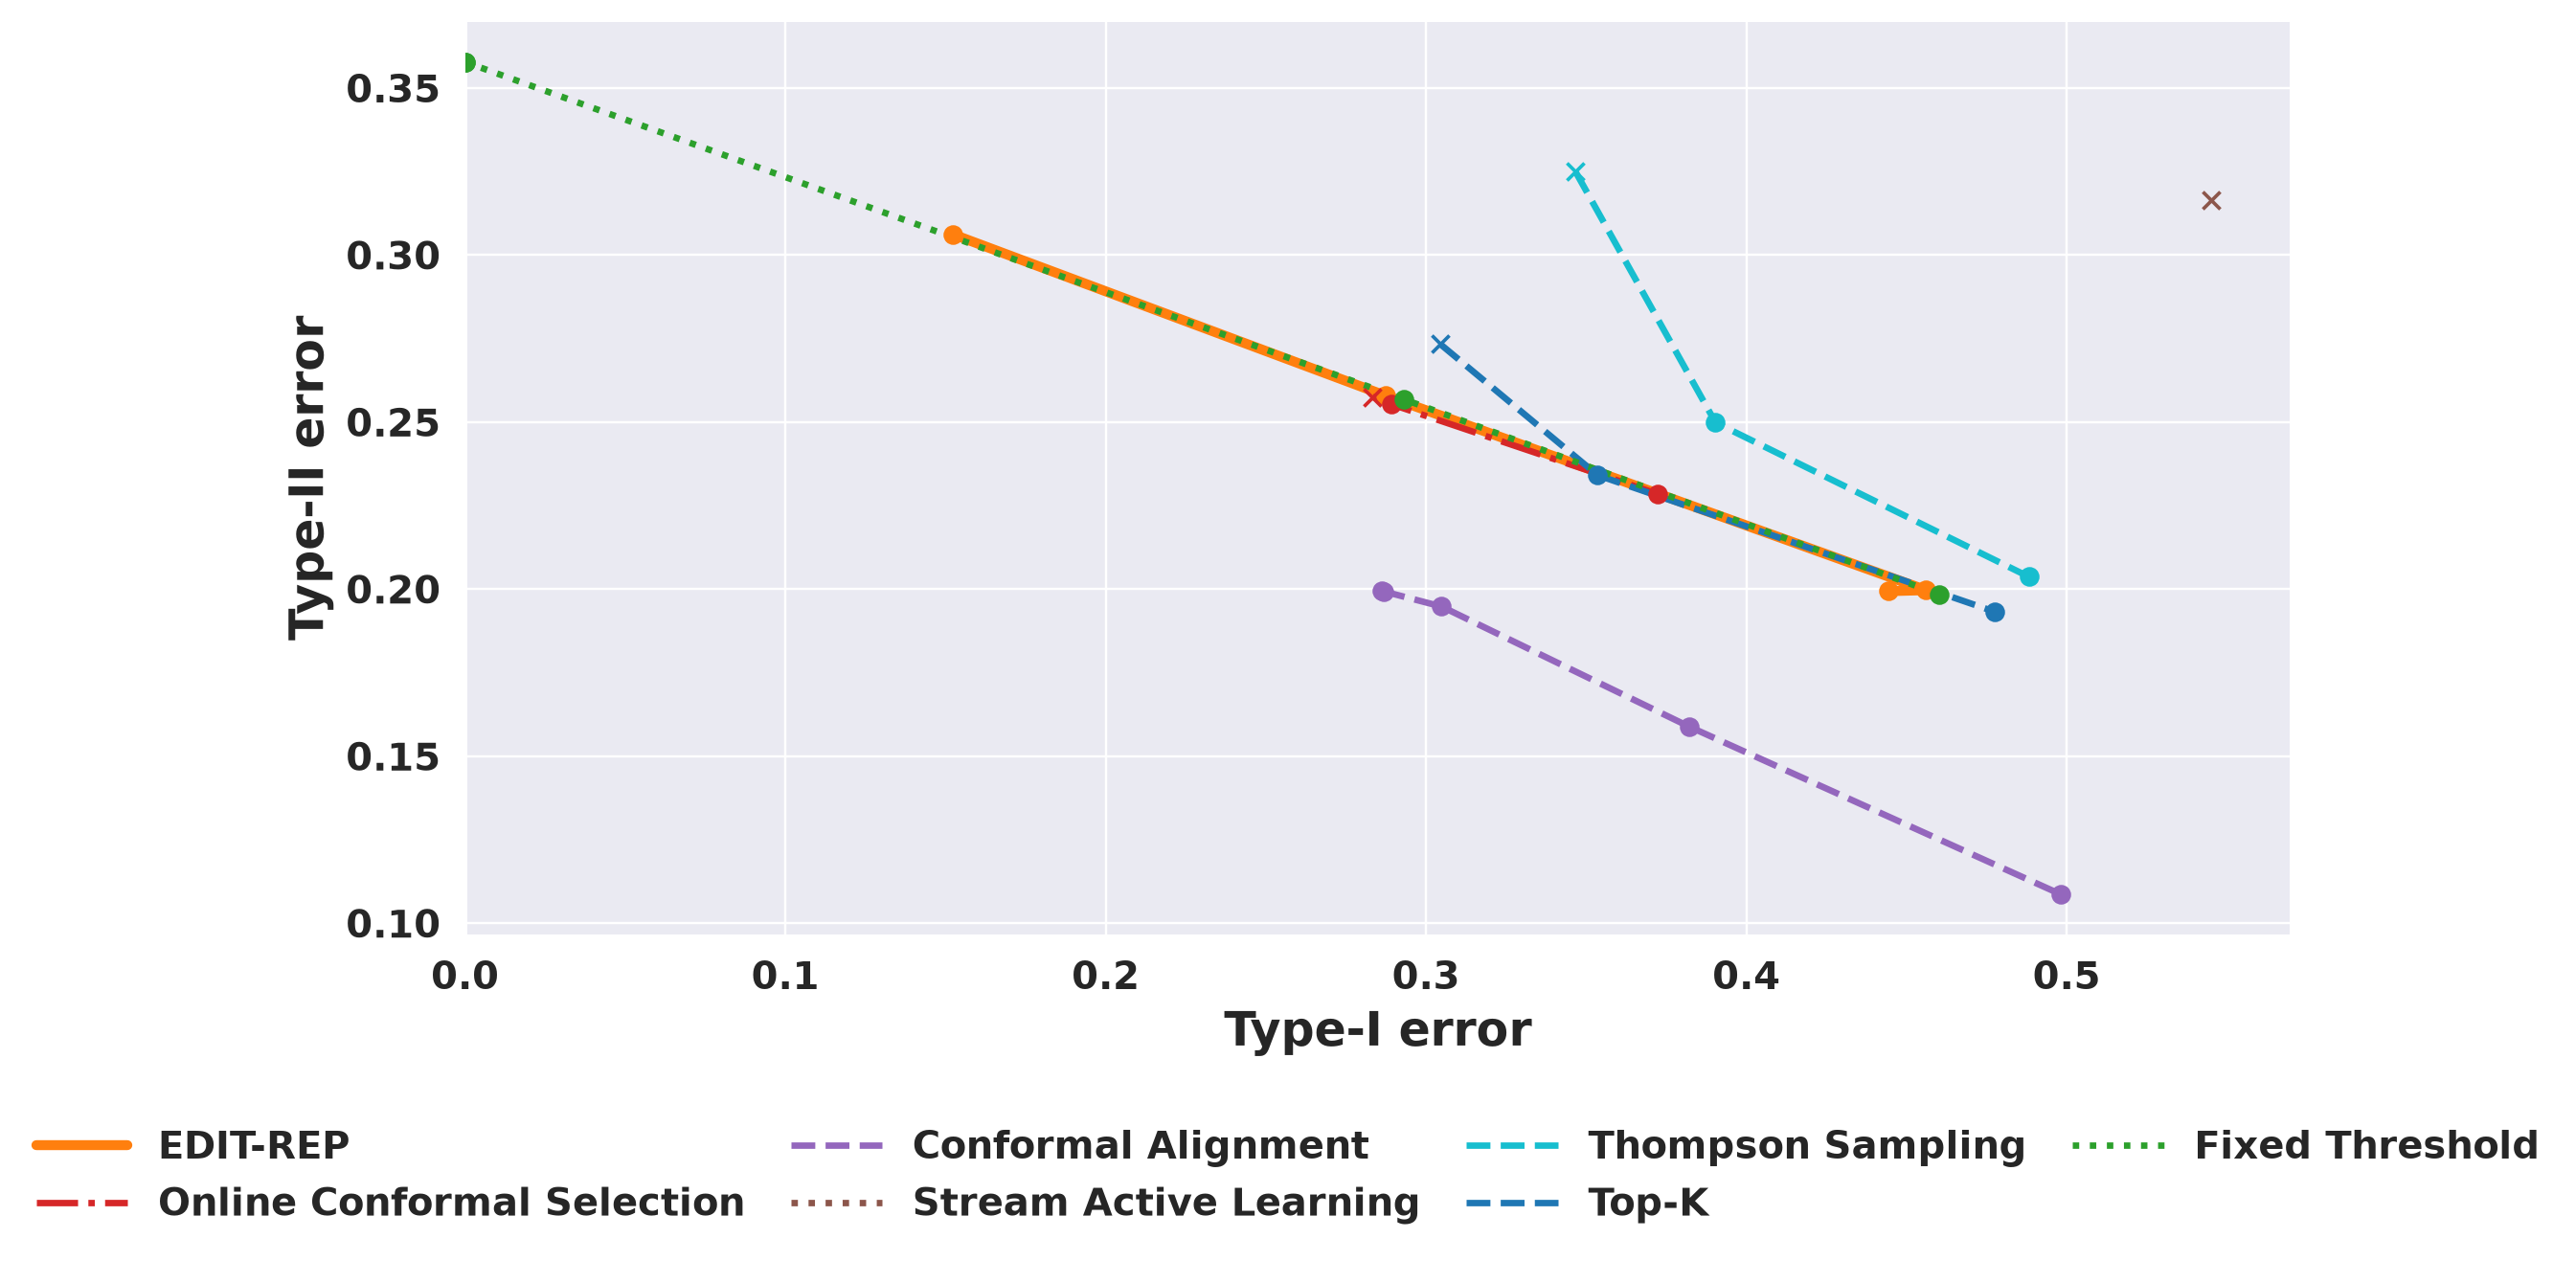 0.35
0.30
0.25
0.20
0.15
0.10
Type-II error
0.0 0.1 0.2 0.3 0.4 0.5
Type-I error
EDIT-REP Conformal Alignment Thompson Sampling Fixed Threshold
Online Conformal Selection Stream Active Learning Top-K